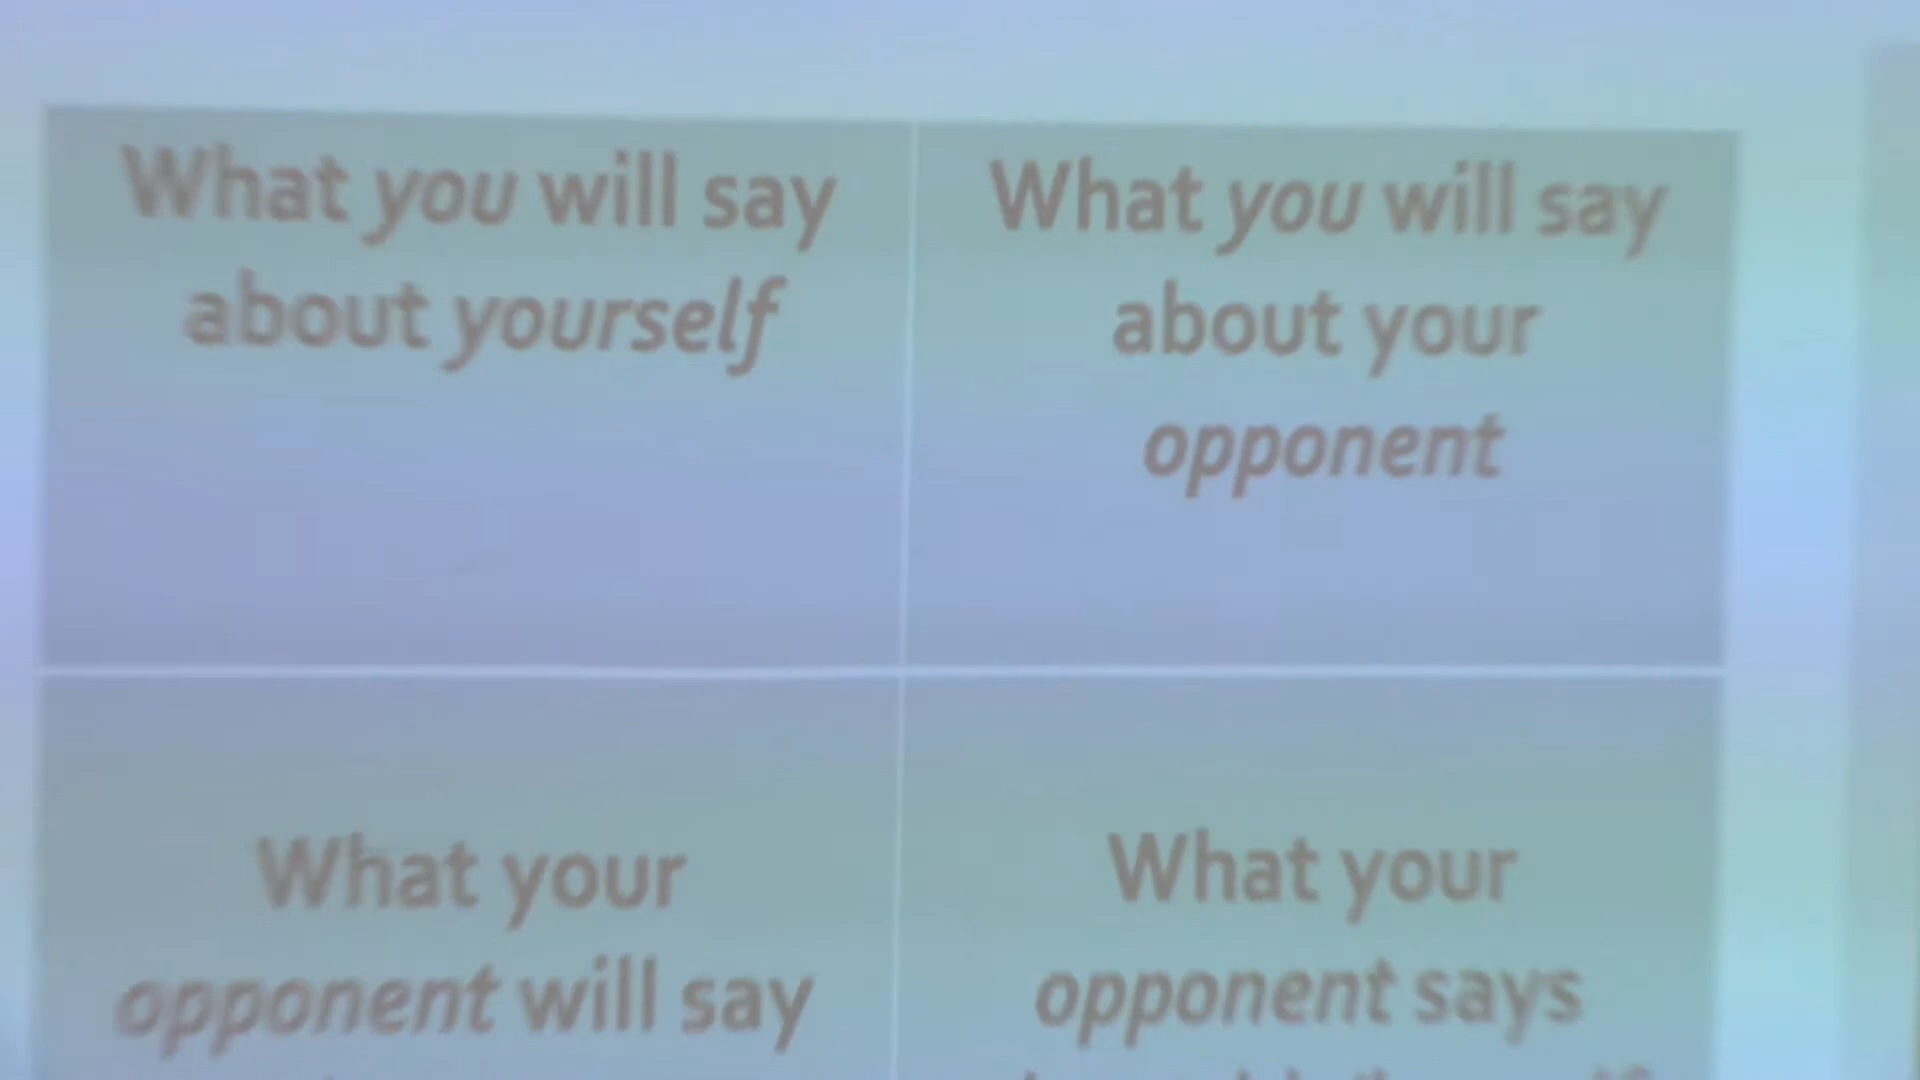 What you will say
about yourself
What you will say
about your
opponent
What your
opponent will say
What your
opponent says